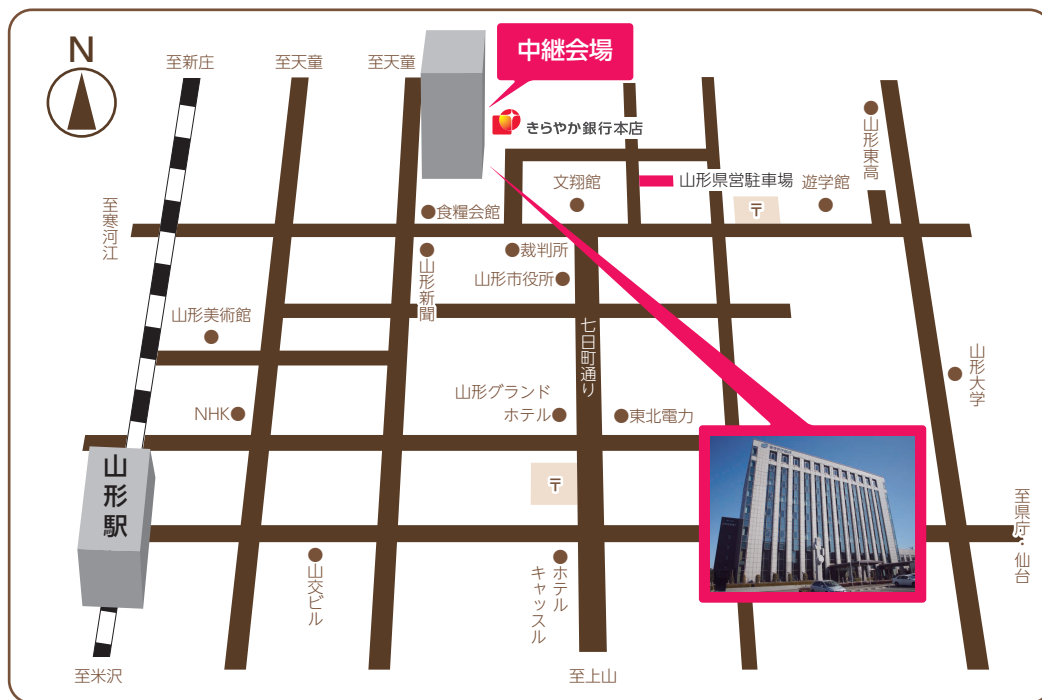 N
中継会場
至新庄
至天童
至天童
きらやか銀行本店
山形東高
文翔館
山形県営駐車場
遊学館
〒
至寒河江
食糧会館
裁判所
山形新聞
山形市役所
山形美術館
七日町通り
山形大学
山形グランド
ホテル
NHK
東北電力
山形駅
〒
至県庁・仙台
山交ビル
ホテル
キャッスル
至米沢
至上山